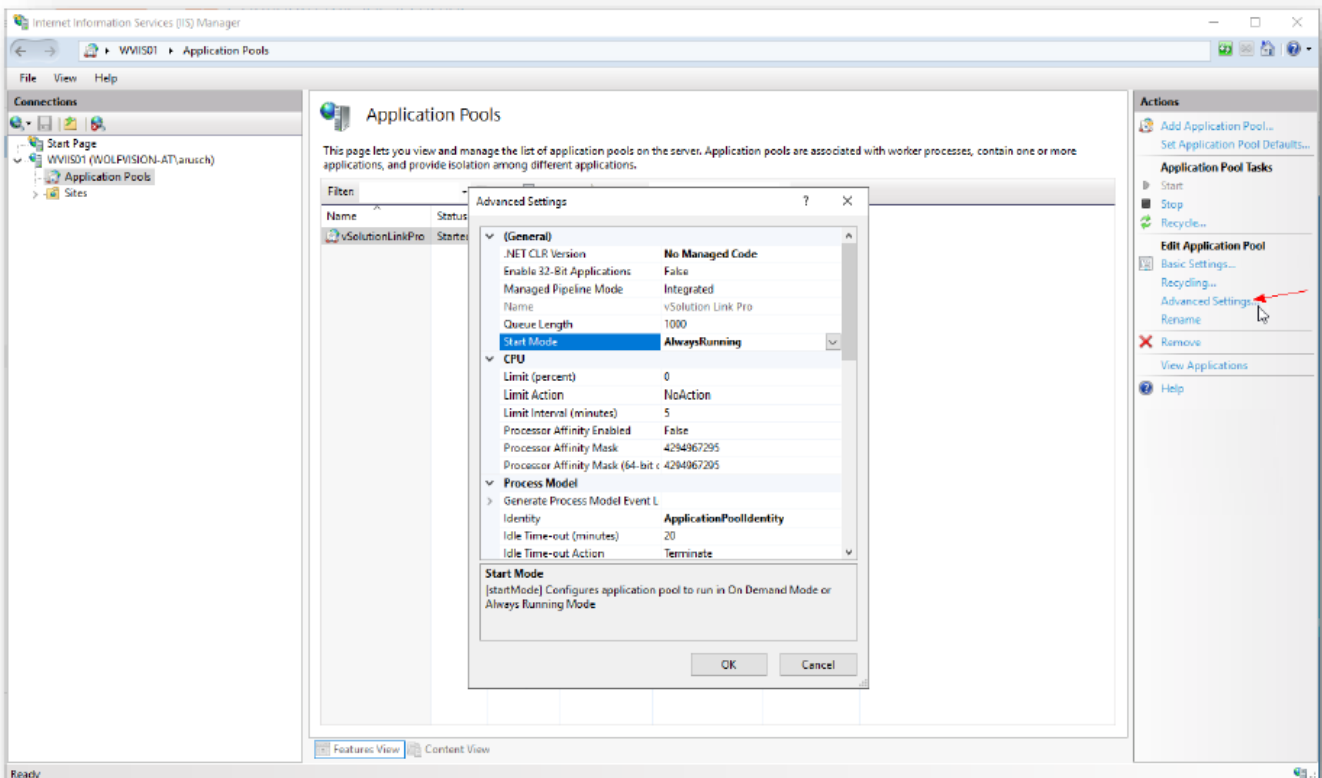 Internet Information Services (IIS) Manager
WVIIS01 Application Pools
File View Help
Connections
Start Page
WVIIS01 (WOLFVISION-AT\arusch)
Application Pools
Sites
Application Pools
This page lets you view and manage the list of application pools on the server. Application pools are associated with worker processes, contain one or more
applications, and provide isolation among different applications.
Filter:
Name Status
vSolutionLinkPro Starte
Advanced Settings ?
(General)
.NET CLR Version No Managed Code
Enable 32-Bit Applications False
Managed Pipeline Mode Integrated
Name vSolution Link Pro
Queue Length 1000
Start Mode AlwaysRunning
CPU
Limit (percent) 0
Limit Action NoAction
Limit Interval (minutes) 5
Processor Affinity Enabled False
Processor Affinity Mask 4294967295
Processor Affinity Mask (64-bit c 4294967295
Process Model
Generate Process Model Event L
Identity ApplicationPoolIdentity
Idle Time-out (minutes) 20
Idle Time-out Action Terminate
Start Mode
[startMode] Configures application pool to run in On Demand Mode or
Always Running Mode
OK Cancel
Features View Content View
Ready
Actions
Add Application Pool...
Set Application Pool Defaults...
Application Pool Tasks
Start
Stop
Recycle...
Edit Application Pool
Basic Settings...
Recycling...
Advanced Settings...
Rename
Remove
View Applications
Help